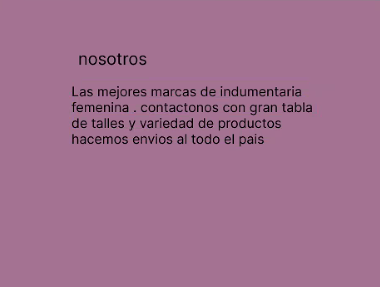 nosotros
Las mejores marcas de indumentaria
femenina . contactonos con gran tabla
de talles y variedad de productos
hacemos envios al todo el pais